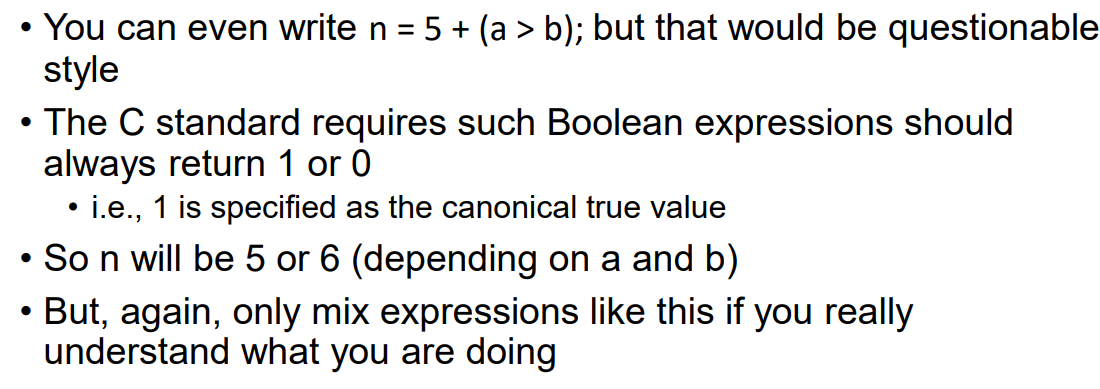 • You can even write n = 5 + (a > b); but that would be questionable
style
• The C standard requires such Boolean expressions should
always return 1 or 0
• i.e., 1 is specified as the canonical true value
• So n will be 5 or 6 (depending on a and b)
• But, again, only mix expressions like this if you really
understand what you are doing